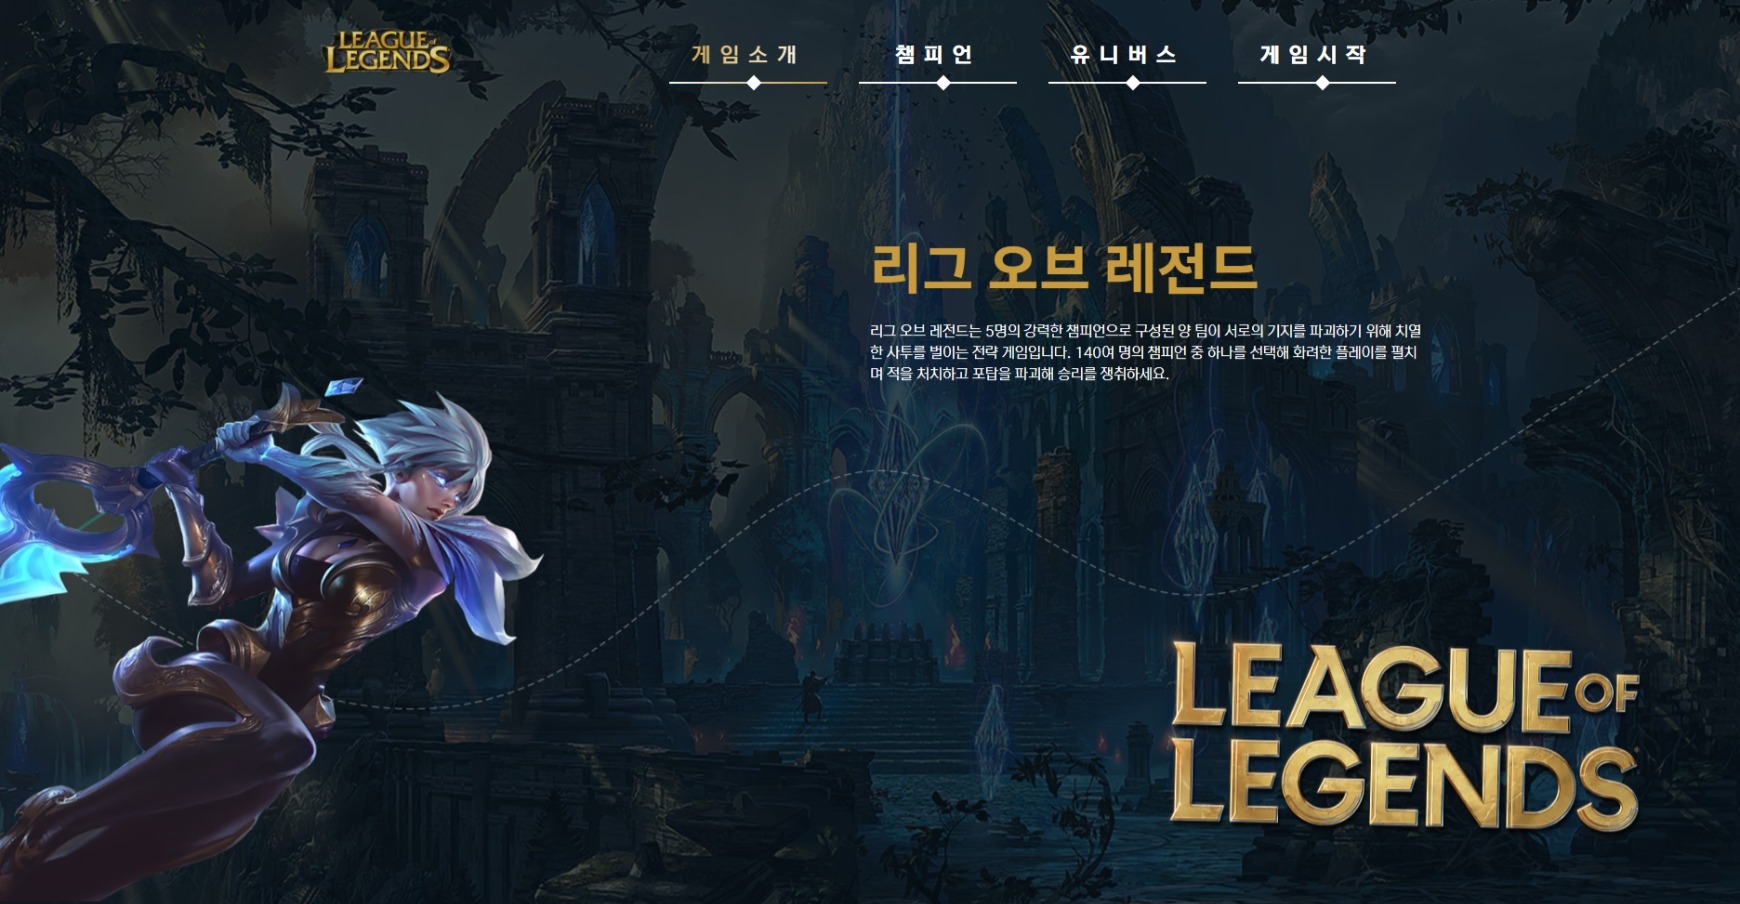 LEAGUE of LEGENDS
게임소개
챔피언
유니버스
게임시작
리그 오브 레전드
리그 오브 레전드는 5명의 강력한 챔피언으로 구성된 양 팀이 서로의 기지를 파괴하기 위해 치열
한 사투를 벌이는 전략 게임입니다. 140여 명의 챔피언 중 하나를 선택해 화려한 플레이를 펼치
며 적을 처치하고 포탑을 파괴해 승리를 쟁취하세요.
LEAGUE OF
LEGENDS